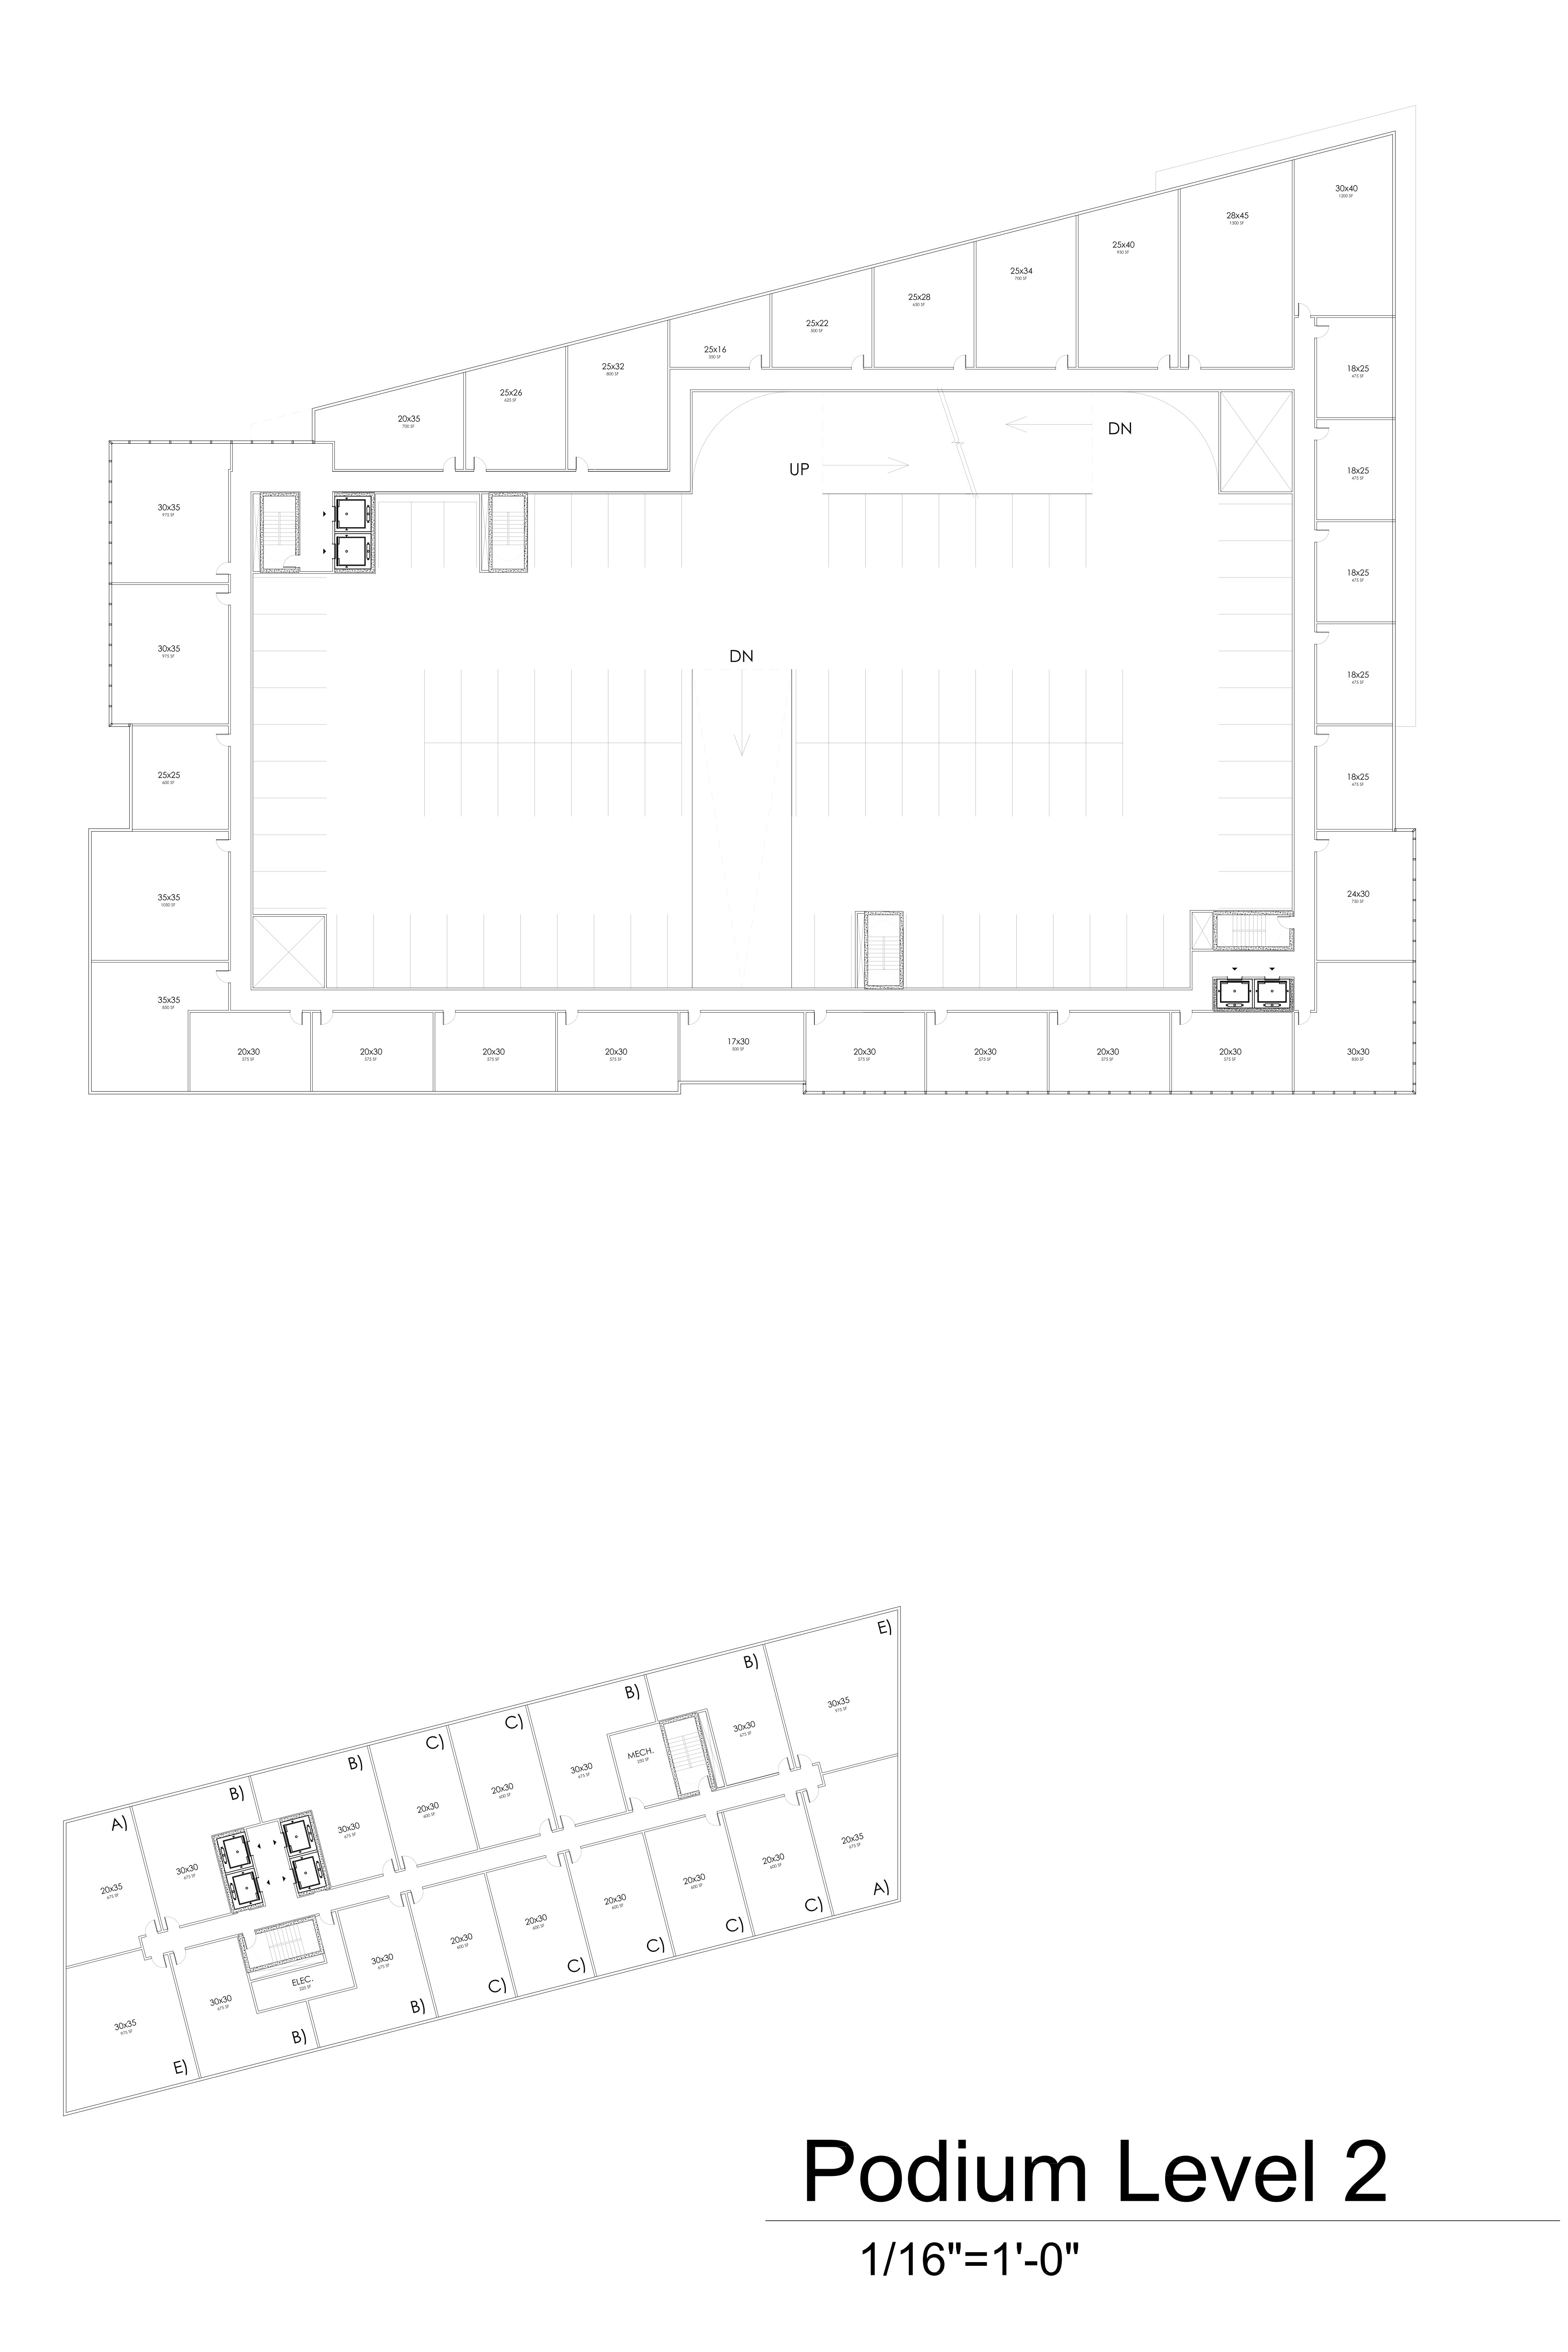 30x40
1200 SF
28x45
1300 SF
25x40
950 SF
25x34
700 SF
25x28
650 SF
25x22
500 SF
25x16
350 SF
25x32
800 SF
25x26
625 SF
20x35
700 SF
18x25
475 SF
18x25
475 SF
18x25
475 SF
18x25
475 SF
18x25
475 SF
DN
UP
DN
30x35
975 SF
30x35
975 SF
25x25
600 SF
35x35
1050 SF
35x35
850 SF
24x30
750 SF
20x30
575 SF
20x30
575 SF
20x30
575 SF
20x30
575 SF
17x30
500 SF
20x30
575 SF
20x30
575 SF
20x30
575 SF
20x30
575 SF
30x30
850 SF
A)
20x35
675 SF
B)
30x30
675 SF
B)
30x30
675 SF
C)
20x30
600 SF
C)
20x30
600 SF
B)
30x30
675 SF
MECH.
250 SF
B)
30x30
675 SF
E)
30x35
975 SF
30x35
975 SF
E)
30x30
675 SF
B)
ELEC.
225 SF
30x30
675 SF
B)
20x30
600 SF
C)
20x30
600 SF
C)
20x30
600 SF
C)
20x30
600 SF
C)
20x30
600 SF
C)
20x35
675 SF
A)
Podium Level 2
1/16"=1'-0"